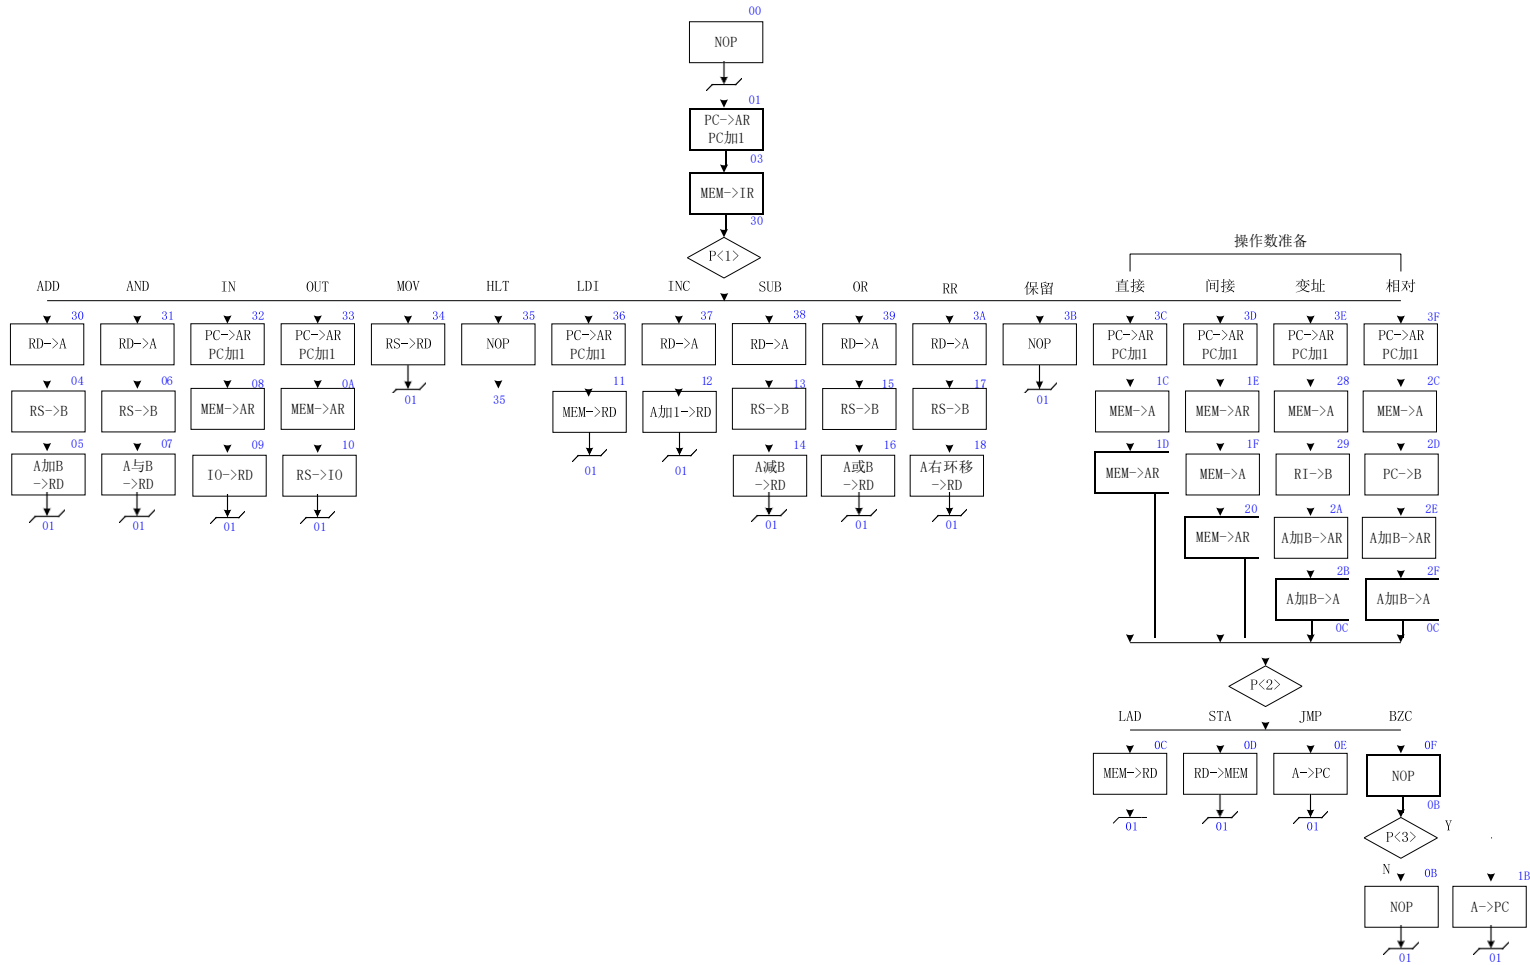 00
NOP
01
PC->AR
PC加1
03
MEM->IR
30
P<1>
操作数准备
ADD AND IN OUT MOV HLT LDI INC SUB OR RR 保留 直接 间接 变址 相对
30 31 32 33 34 35 36 37 38 39 3A 3B 3C 3D 3E 3F
RD->A RD->A PC->AR PC->AR RS->RD NOP PC->AR RD->A RD->A RD->A RD->A NOP PC->AR PC->AR PC->AR PC->AR
PC加1 PC加1 PC加1 PC加1 PC加1 PC加1 PC加1
04 06 08 0A 11 12 13 15 17 1C 1E 28 2C
01 35 01
RS->B RS->B MEM->AR MEM->AR MEM->RD A加1->RD RS->B RS->B RS->B MEM->A MEM->AR MEM->A MEM->A
05 07 09 10 14 16 18 1D 1F 29 2D
A加B A与B IO->RD RS->IO 01 01 A减B A或B A右环移 MEM->AR MEM->A RI->B PC->B
->RD ->RD ->RD ->RD ->RD
20 2A 2E
01 01 01 01 01 01 01
MEM->AR A加B->AR A加B->AR
2B 2F
A加B->A A加B->A
0C 0C
P<2>
LAD STA JMP BZC
0C 0D 0E 0F
MEM->RD RD->MEM A->PC NOP
0B
01 01 01
P<3> Y
N
0B 1B
NOP A->PC
01 01